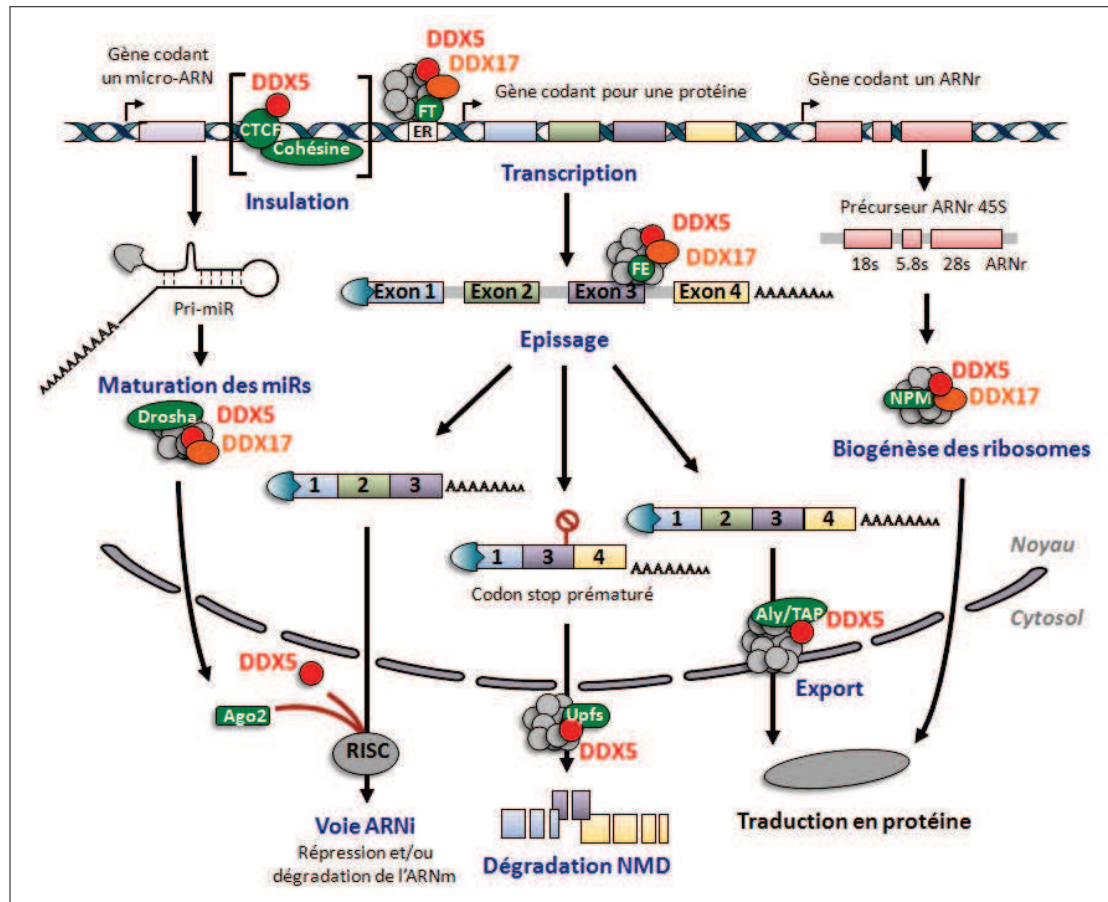 Gène codant
un micro-ARN
DDX5
DDX5
DDX17
Gène codant pour une protéine
Gène codant un ARNr
CTCF
Cohésine
FT
ER
Insulation
Transcription
Précurseur ARNr 45S
18s 5.8s 28s ARNr
DDX5
DDX17
FE
Exon 1 Exon 2 Exon 3 Exon 4 AAAAAAAA
Pri-miR
AAAAAAAAA
Epissage
Maturation des miRs
Drosha
DDX5
DDX17
DDX5
NPM
DDX17
Biogénèse des ribosomes
1 2 3 AAAAAAAA
1 2 3 4 AAAAAAAA
1 3 4 AAAAAAAA
Codon stop prématuré
Noyau
Cytosol
Aly/TAP
DDX5
Export
DDX5
Ago2
RISC
Upfs
DDX5
Voie ARNi
Répression et/ou
dégradation de l'ARNm
Dégradation NMD
Traduction en protéine